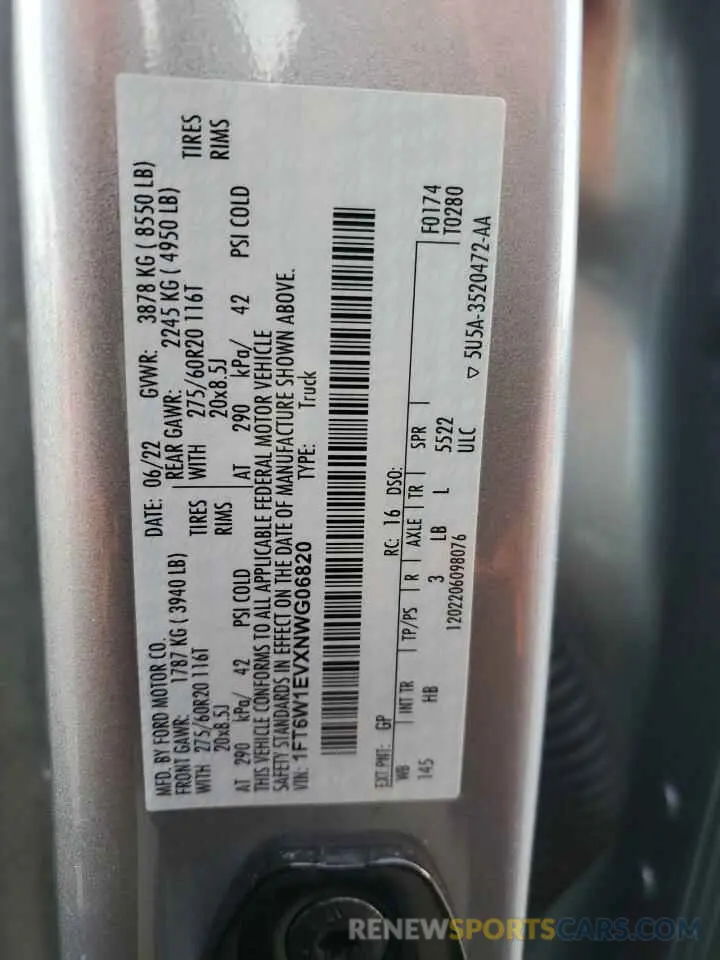 MFD. BY FORD MOTOR CO. DATE: 06/22 GVWR: 3878 KG ( 8550 LB)
FRONT GAWR: 1787 KG ( 3940 LB) REAR GAWR: 2245 KG ( 4950 LB)
WITH 275/60R20 116T TIRES WITH 275/60R20 116T TIRES
20x8.5J RIMS 20x8.5J RIMS
AT 290 kPa/ 42 PSI COLD AT 290 kPa/ 42 PSI COLD
THIS VEHICLE CONFORMS TO ALL APPLICABLE FEDERAL MOTOR VEHICLE
SAFETY STANDARDS IN EFFECT ON THE DATE OF MANUFACTURE SHOWN ABOVE.
VIN: 1FT6W1EVXNWG06820 TYPE: Truck
EXT PNT: GP RC: 16 DSO: F0174
WB INT TR TP/PS R AXLE TR SPR T0280
145 HB 3 LB L 5522
1202206098076 ULC ▽ 5U5A-3520472-AA
RENEWSPORTSCARS.COM